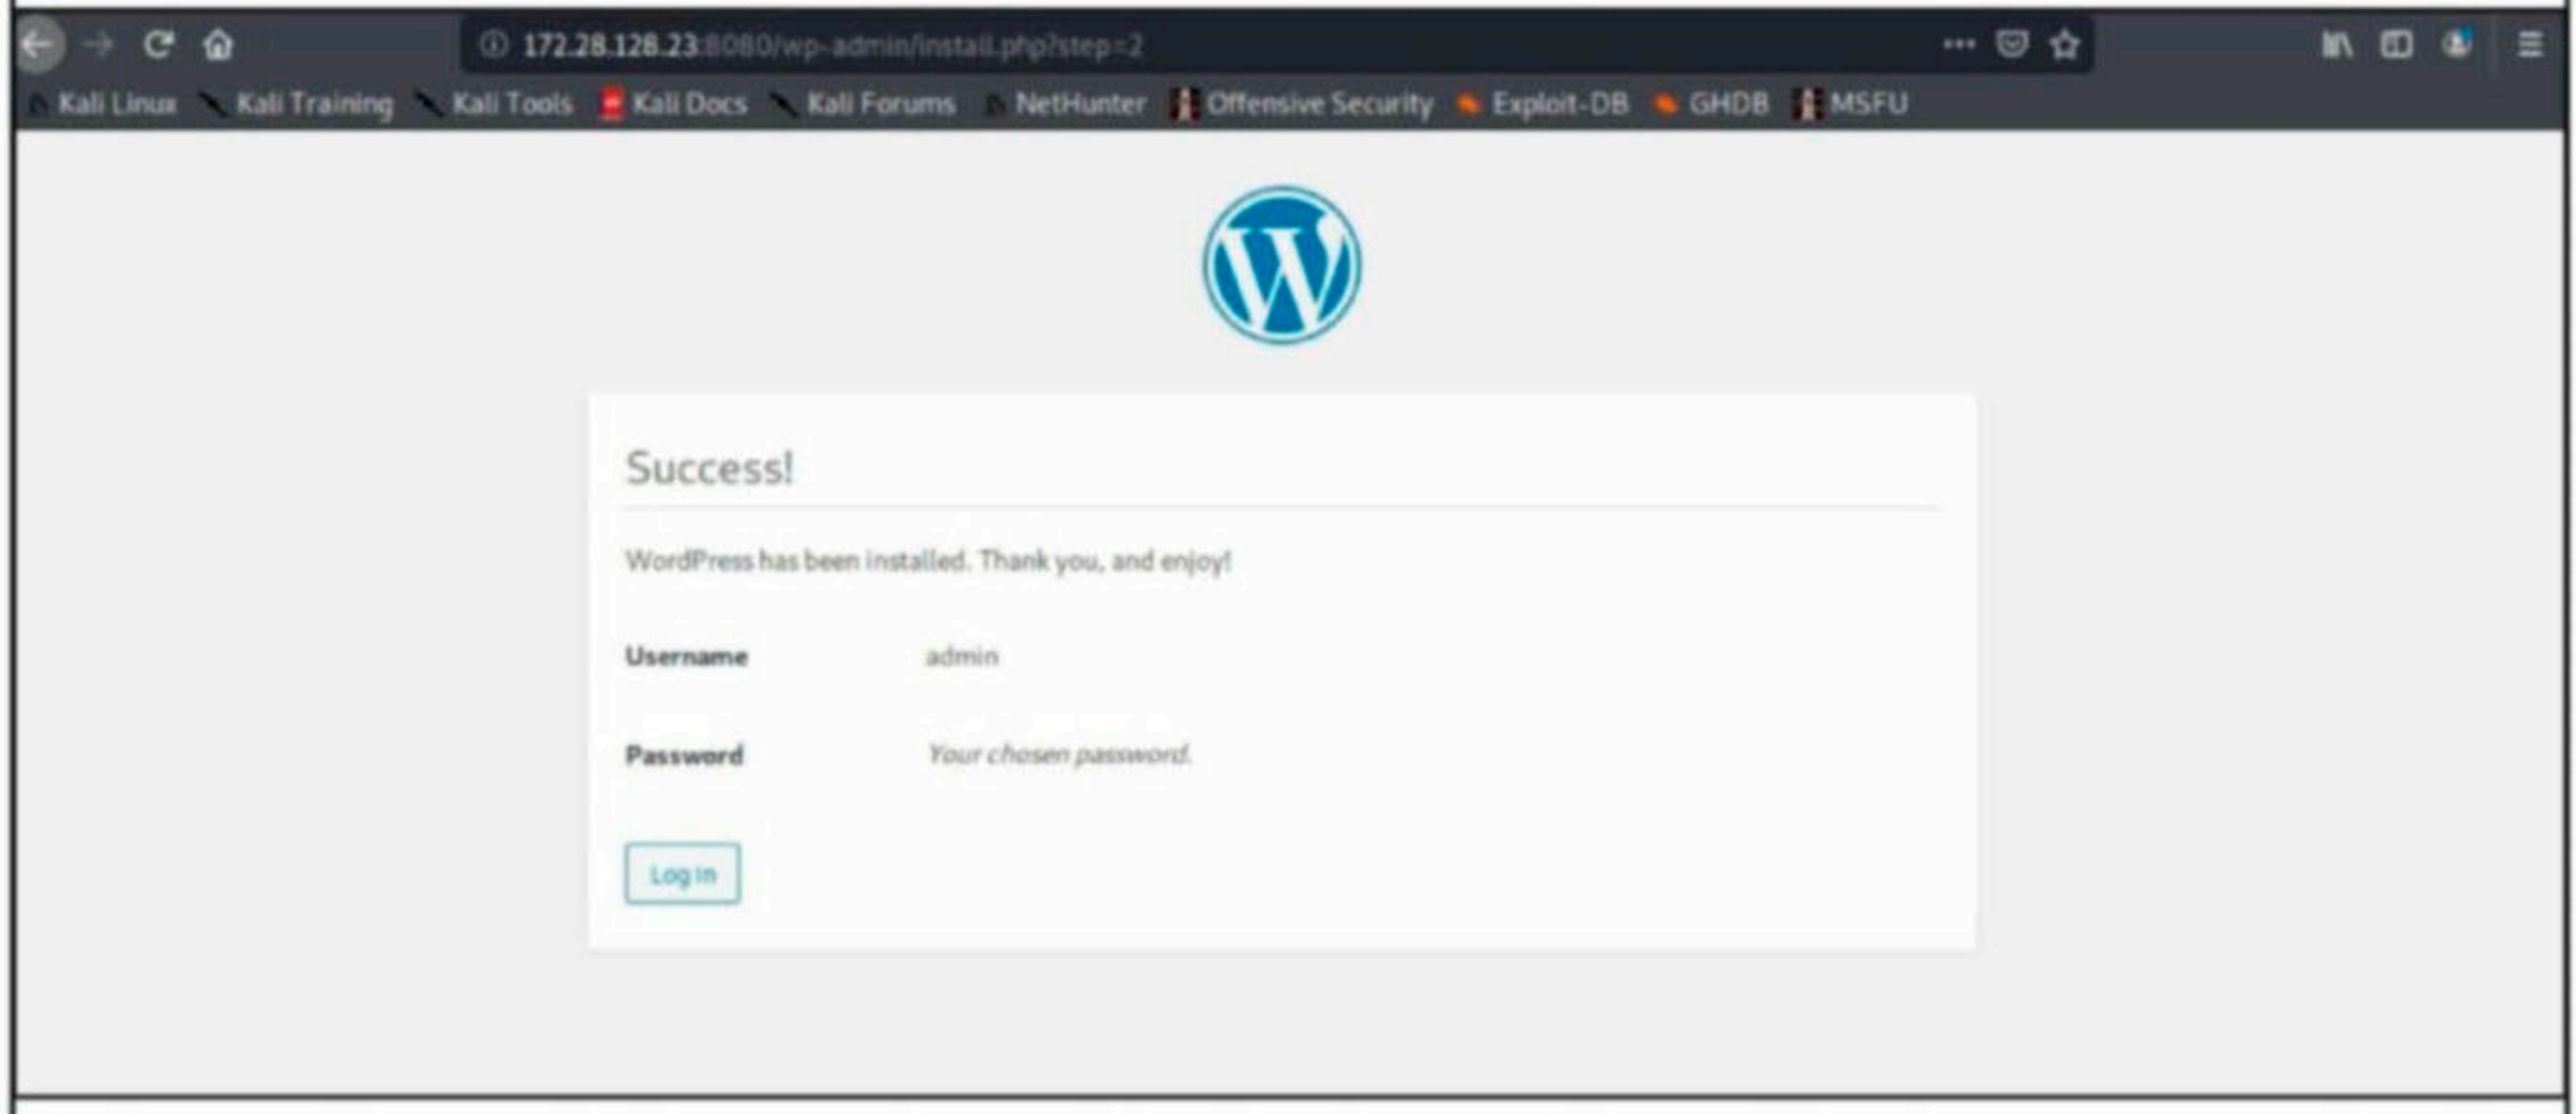 172.28.128.23:8080/wp-admin/install.php?step=2
Kali Linux Kali Training Kali Tools Kali Docs Kali Forums NetHunter Offensive Security Exploit-DB GHDB MSFU
Success!
WordPress has been installed. Thank you, and enjoy!
Username admin
Password Your chosen password.
Log in